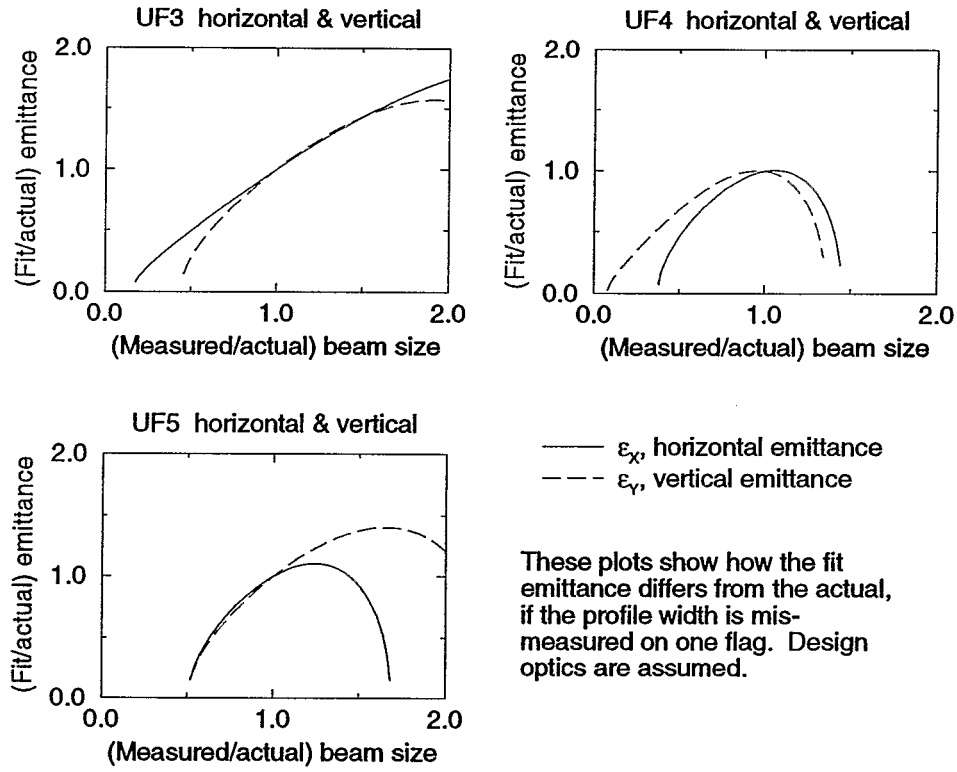 UF3 horizontal & vertical
(Fit/actual) emittance
2.0
1.0
0.0
0.0 1.0 2.0
(Measured/actual) beam size
UF4 horizontal & vertical
(Fit/actual) emittance
2.0
1.0
0.0
0.0 1.0 2.0
(Measured/actual) beam size
UF5 horizontal & vertical
(Fit/actual) emittance
2.0
1.0
0.0
0.0 1.0 2.0
(Measured/actual) beam size
εX, horizontal emittance
εY, vertical emittance
These plots show how the fit
emittance differs from the actual,
if the profile width is mis-
measured on one flag. Design
optics are assumed.